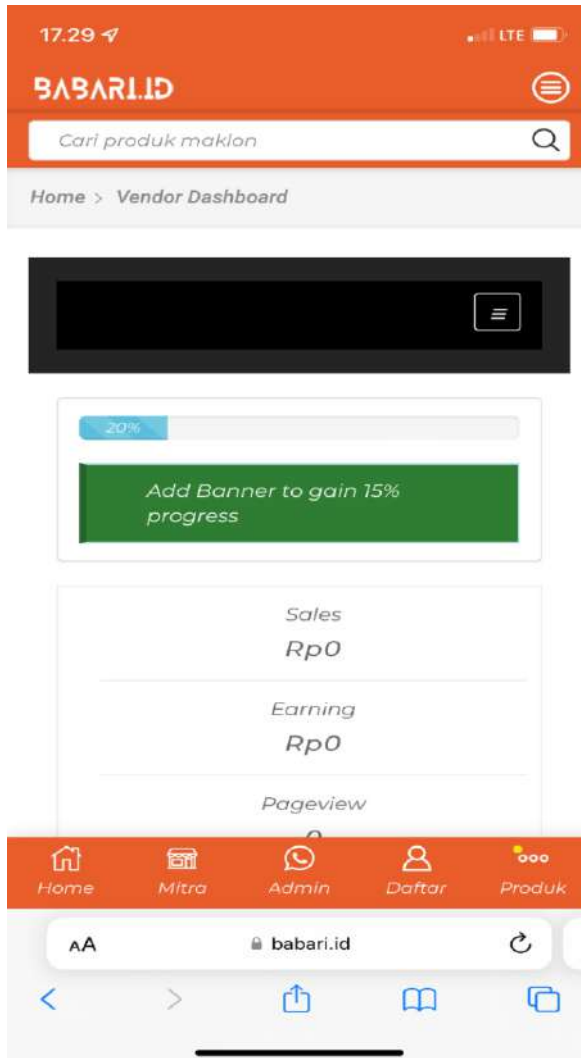 17.29
LTE
BABARI.ID
Cari produk maklon
Home > Vendor Dashboard
20%
Add Banner to gain 15%
progress
Sales
Rp0
Earning
Rp0
Pageview
0
Home Mitra Admin Daftar Produk
AA babari.id